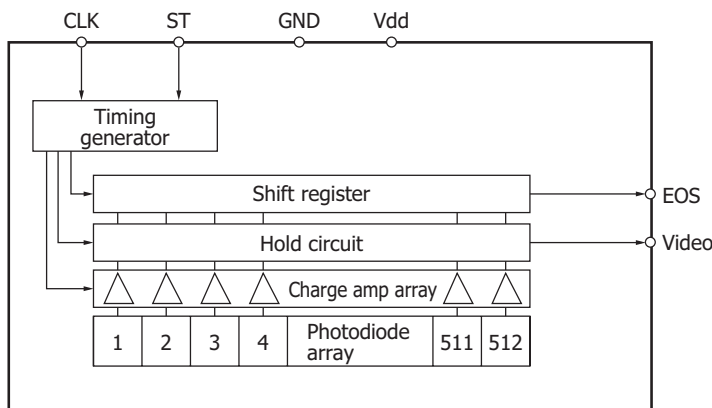 CLK ST GND Vdd
Timing
generator
Shift register
EOS
Hold circuit
Video
Charge amp array
1 2 3 4 Photodiode
array 511 512